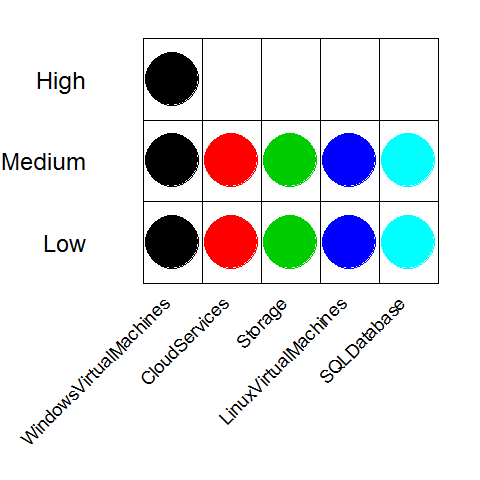 High
Medium
Low
WindowsVirtualMachines
CloudServices
Storage
LinuxVirtualMachines
SQLDatabase